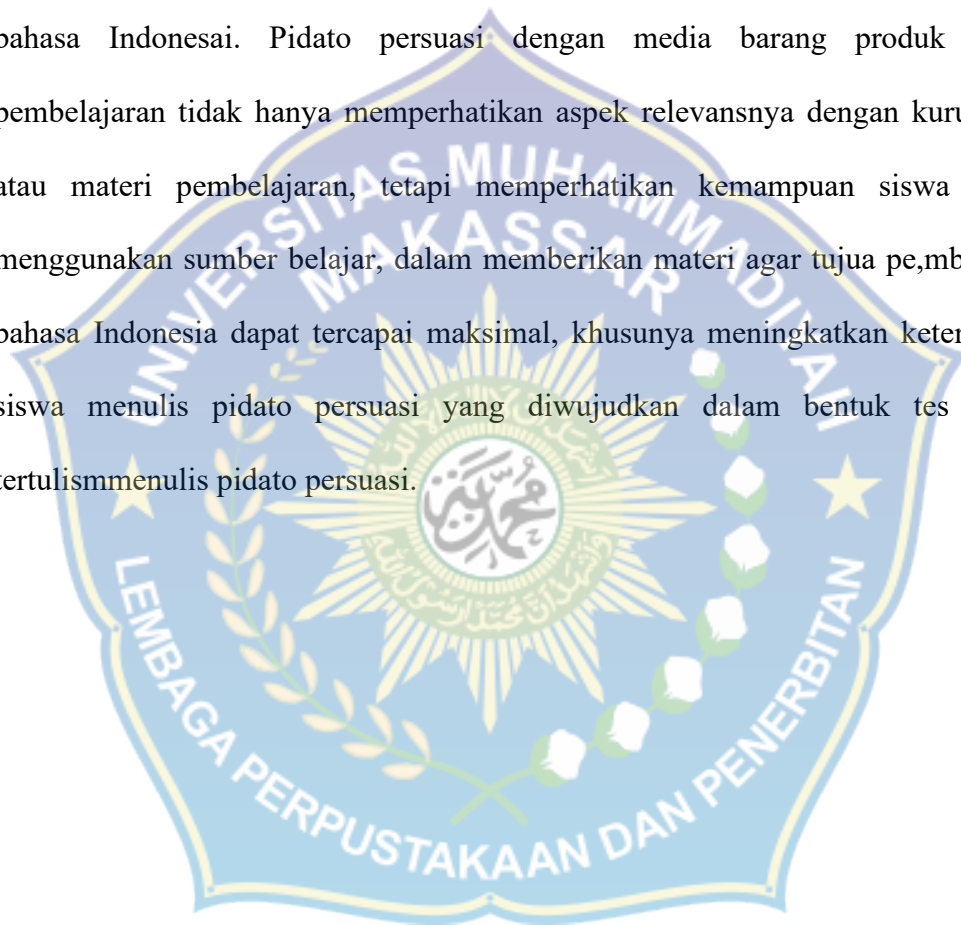 bahasa Indonesai. Pidato persuasi dengan media barang produk
pembelajaran tidak hanya memperhatikan aspek relevansnya dengan kuru
atau materi pembelajaran, tetapi memperhatikan kemampuan siswa
menggunakan sumber belajar, dalam memberikan materi agar tujua pe,mb
bahasa Indonesia dapat tercapai maksimal, khusunya meningkatkan keter
siswa menulis pidato persuasi yang diwujudkan dalam bentuk tes
tertulismmenulis pidato persuasi.
UNIVERSITAS MUHAMMADIYAH
MAKASSAR
LEMBAGA PERPUSTAKAAN DAN PENERBITAN